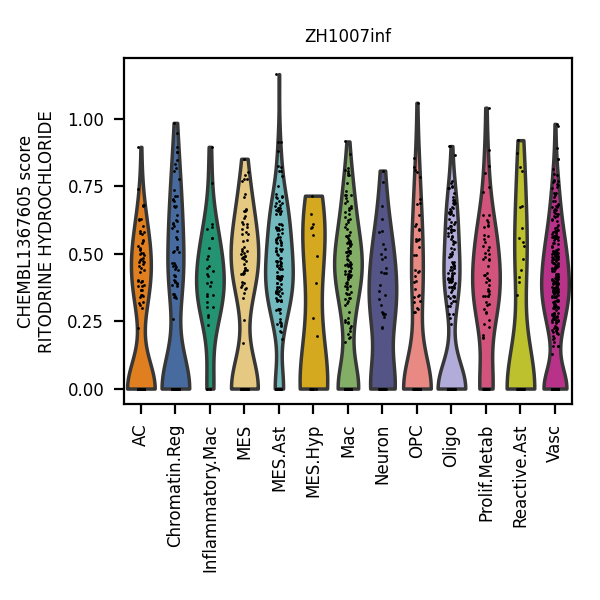 ZH1007inf
CHEMBL1367605 score
RITODRINE HYDROCHLORIDE
1.00
0.75
0.50
0.25
0.00
AC
Chromatin.Reg
Inflammatory.Mac
MES
MES.Ast
MES.Hyp
Mac
Neuron
OPC
Oligo
Prolif.Metab
Reactive.Ast
Vasc